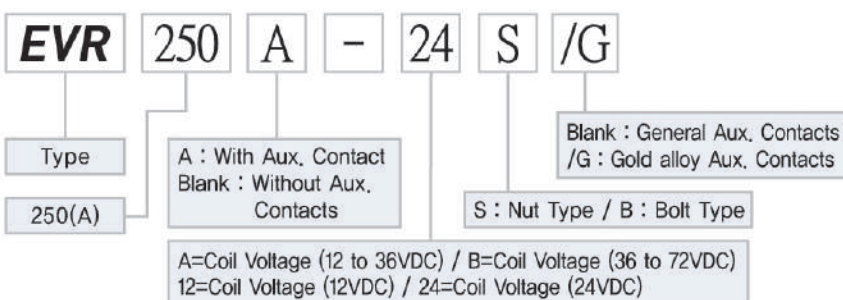 EVR 250 A - 24 S /G
Type
250(A)
A : With Aux. Contact
Blank : Without Aux.
Contacts
Blank : General Aux. Contacts
/G : Gold alloy Aux. Contacts
S : Nut Type / B : Bolt Type
A=Coil Voltage (12 to 36VDC) / B=Coil Voltage (36 to 72VDC)
12=Coil Voltage (12VDC) / 24=Coil Voltage (24VDC)